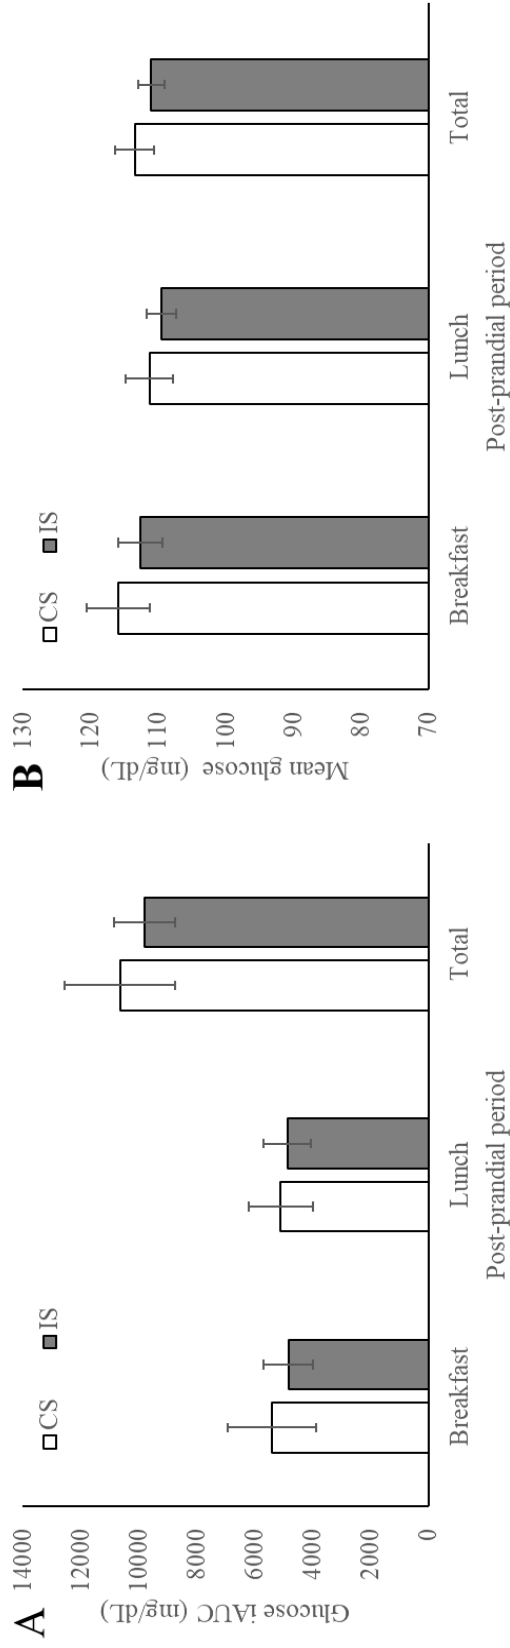 A
Glucose iAUC (mg/dL)
14000
12000
10000
8000
6000
4000
2000
0
CS
IS
Breakfast
Lunch
Total
Post-prandial period
B
Mean glucose (mg/dL)
130
120
110
100
90
80
70
CS
IS
Breakfast
Lunch
Total
Post-prandial period